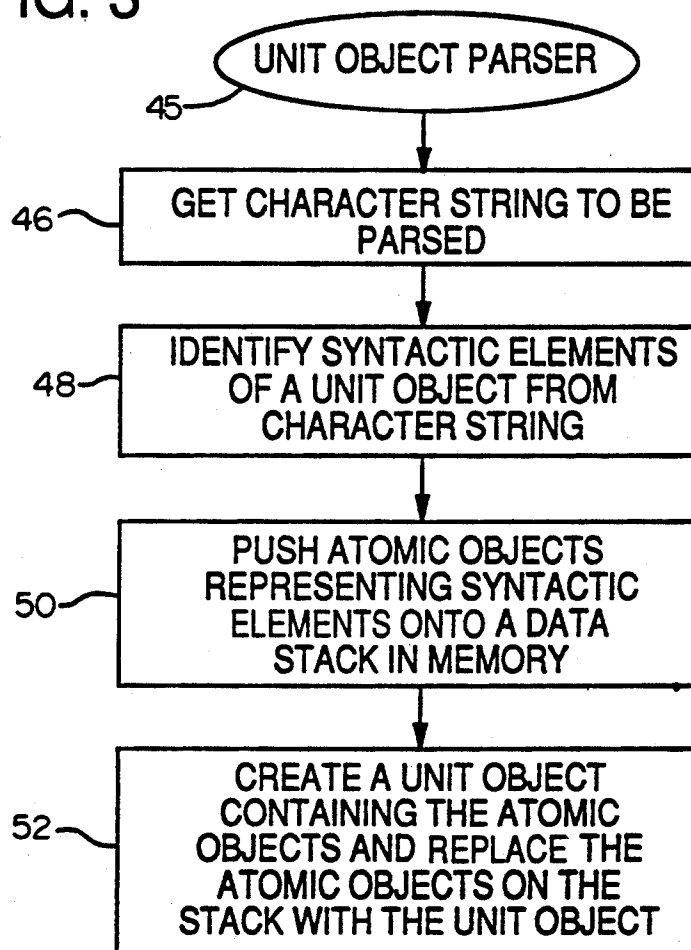 UNIT OBJECT PARSER
45
46
GET CHARACTER STRING TO BE
PARSED
48
IDENTIFY SYNTACTIC ELEMENTS
OF A UNIT OBJECT FROM
CHARACTER STRING
50
PUSH ATOMIC OBJECTS
REPRESENTING SYNTACTIC
ELEMENTS ONTO A DATA
STACK IN MEMORY
52
CREATE A UNIT OBJECT
CONTAINING THE ATOMIC
OBJECTS AND REPLACE THE
ATOMIC OBJECTS ON THE
STACK WITH THE UNIT OBJECT